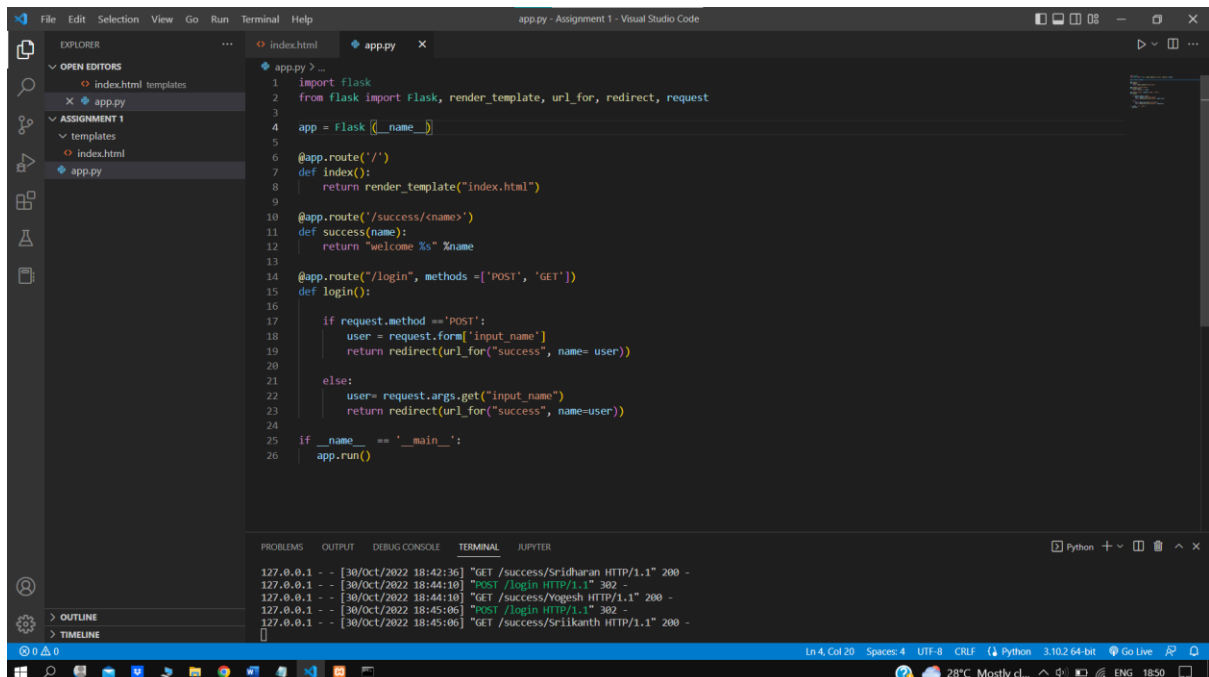 File Edit Selection View Go Run Terminal Help
app.py - Assignment 1 - Visual Studio Code
EXPLORER
OPEN EDITORS
index.html templates
app.py
ASSIGNMENT 1
templates
index.html
app.py
OUTLINE
TIMELINE
index.html app.py
app.py > ...
1 import flask
2 from flask import Flask, render_template, url_for, redirect, request
3
4 app = Flask (__name__)
5
6 @app.route('/')
7 def index():
8     return render_template("index.html")
9
10 @app.route('/success/<name>')
11 def success(name):
12     return "welcome %s" %name
13
14 @app.route("/login", methods =['POST', 'GET'])
15 def login():
16
17     if request.method =='POST':
18         user = request.form['input_name']
19         return redirect(url_for("success", name= user))
20
21     else:
22         user= request.args.get("input_name")
23         return redirect(url_for("success", name=user))
24
25 if __name__  == '__main__':
26    app.run()
PROBLEMS OUTPUT DEBUG CONSOLE TERMINAL JUPYTER
Python
127.0.0.1 - - [30/Oct/2022 18:42:36] "GET /success/Sridharan HTTP/1.1" 200 -
127.0.0.1 - - [30/Oct/2022 18:44:10] "POST /login HTTP/1.1" 302 -
127.0.0.1 - - [30/Oct/2022 18:44:10] "GET /success/Yogesh HTTP/1.1" 200 -
127.0.0.1 - - [30/Oct/2022 18:45:06] "POST /login HTTP/1.1" 302 -
127.0.0.1 - - [30/Oct/2022 18:45:06] "GET /success/Sriikanth HTTP/1.1" 200 -
0 0
Ln 4, Col 20 Spaces: 4 UTF-8 CRLF Python 3.10.2 64-bit Go Live
28°C Mostly cl... ENG 18:50